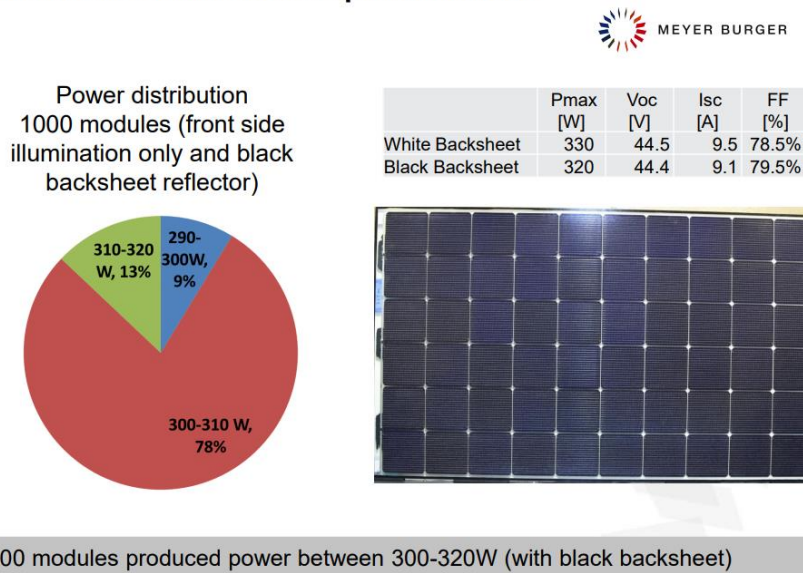 MEYER BURGER
Power distribution
1000 modules (front side
illumination only and black
backsheet reflector)
290-
300W,
9%
310-320
W, 13%
300-310 W,
78%
Pmax Voc Isc FF
[W] [V] [A] [%]
White Backsheet 330 44.5 9.5 78.5%
Black Backsheet 320 44.4 9.1 79.5%
00 modules produced power between 300-320W (with black backsheet)